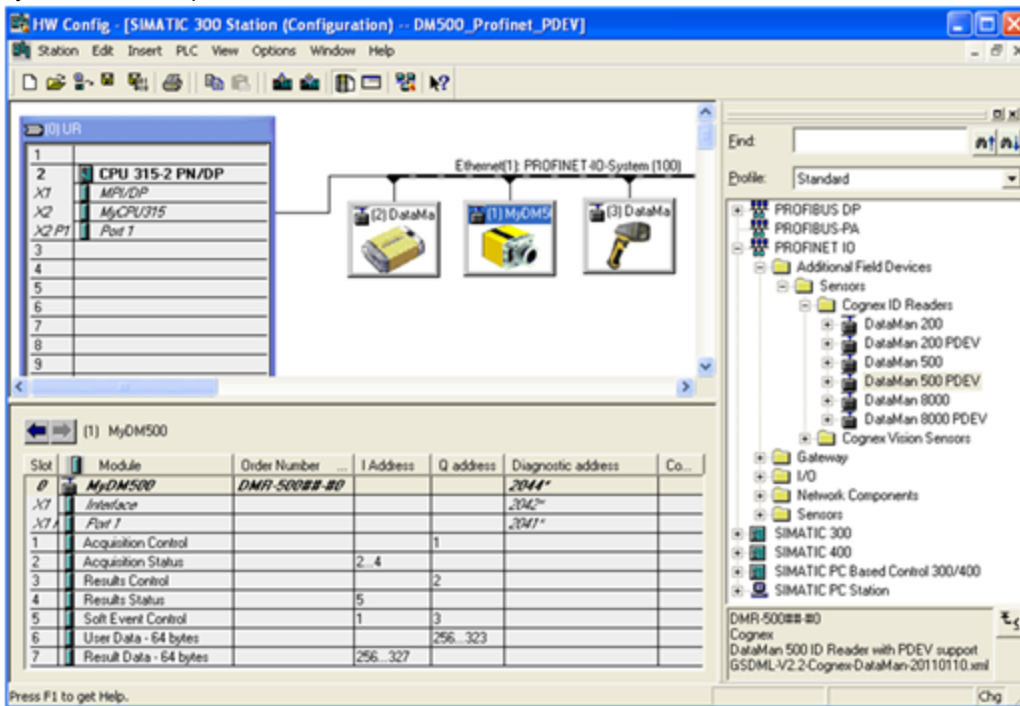 HW Config - [SIMATIC 300 Station (Configuration) -- DM500_Profinet_PDEV]
Station Edit Insert PLC View Options Window Help
(0) UR
1
2 CPU 315-2 PN/DP
X1 MPI/DP
X2 MyCPU315
X2 P1 Port 1
3
4
5
6
7
8
9
Ethernet(1): PROFINET-IO-System (100)
(2) DataMa
(1) MyDM5
(3) DataMa
Find:
Profile: Standard
PROFIBUS DP
PROFIBUS-PA
PROFINET IO
Additional Field Devices
Sensors
Cognex ID Readers
DataMan 200
DataMan 200 PDEV
DataMan 500
DataMan 500 PDEV
DataMan 8000
DataMan 8000 PDEV
Cognex Vision Sensors
Gateway
I/O
Network Components
Sensors
SIMATIC 300
SIMATIC 400
SIMATIC PC Based Control 300/400
SIMATIC PC Station
DMR-500##-#0
Cognex
DataMan 500 ID Reader with PDEV support
GSDML-V2.2-Cognex-DataMan-20110110.xml
(1) MyDM500
Slot Module Order Number ... I Address Q address Diagnostic address Co...
0 MyDM500 DMR-500##-#0 2044*
X1 Interface 2042*
X1 Port 1 2041*
1 Acquisition Control 1
2 Acquisition Status 2...4
3 Results Control 2
4 Results Status 5
5 Soft Event Control 1 3
6 User Data - 64 bytes 256...323
7 Result Data - 64 bytes 256...327
Press F1 to get Help.
Chg